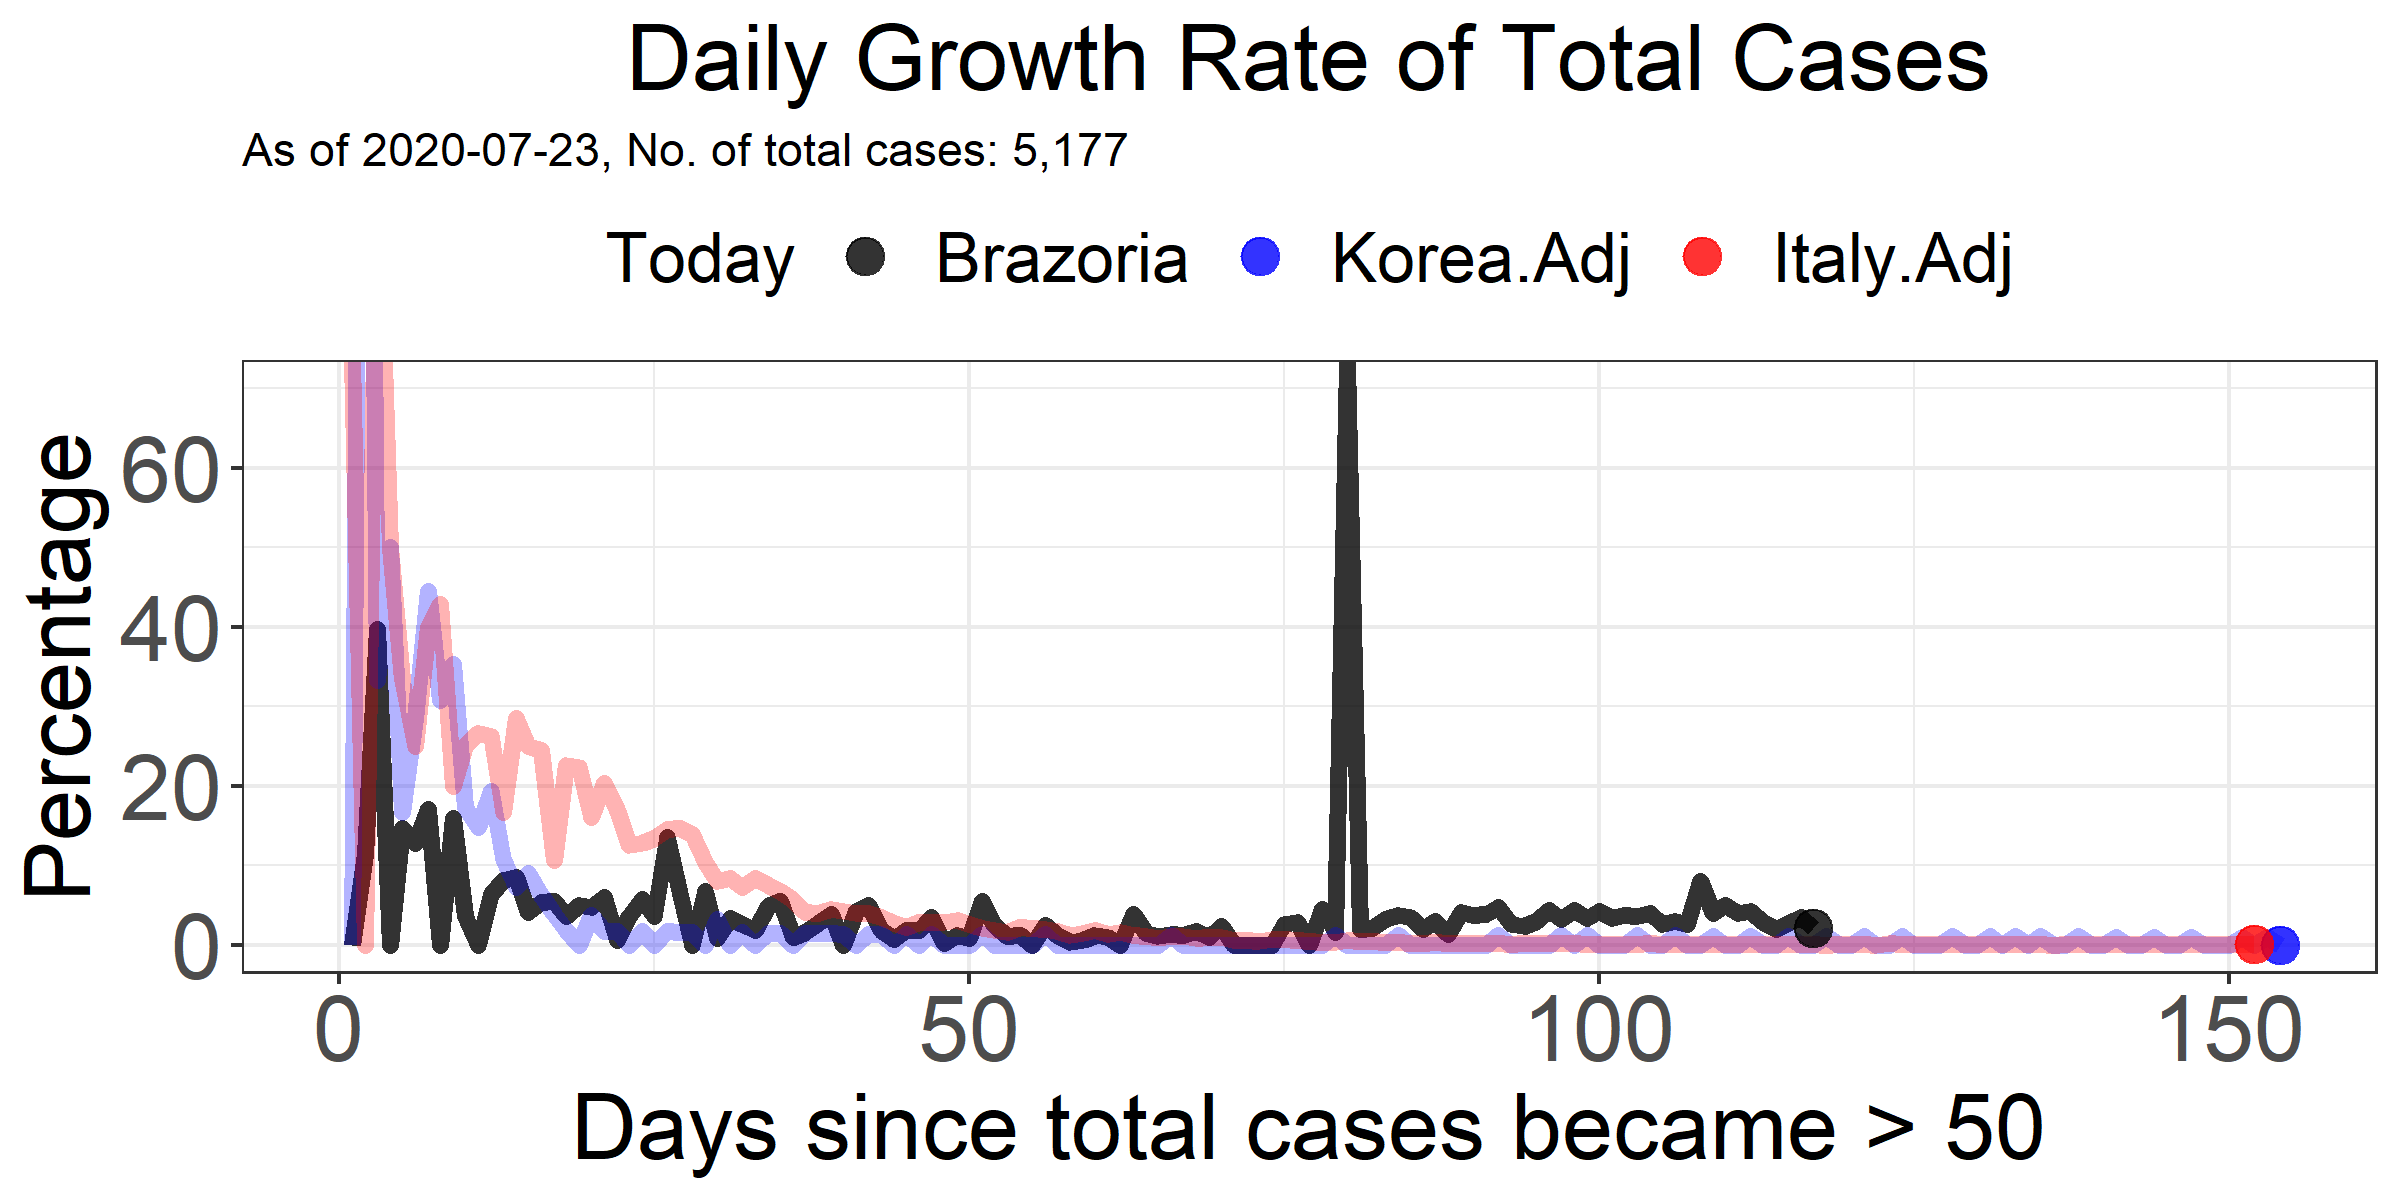 Daily Growth Rate of Total Cases
As of 2020-07-23, No. of total cases: 5,177
Today Brazoria Korea.Adj Italy.Adj
Percentage
60
40
20
0
0 50 100 150
Days since total cases became > 50